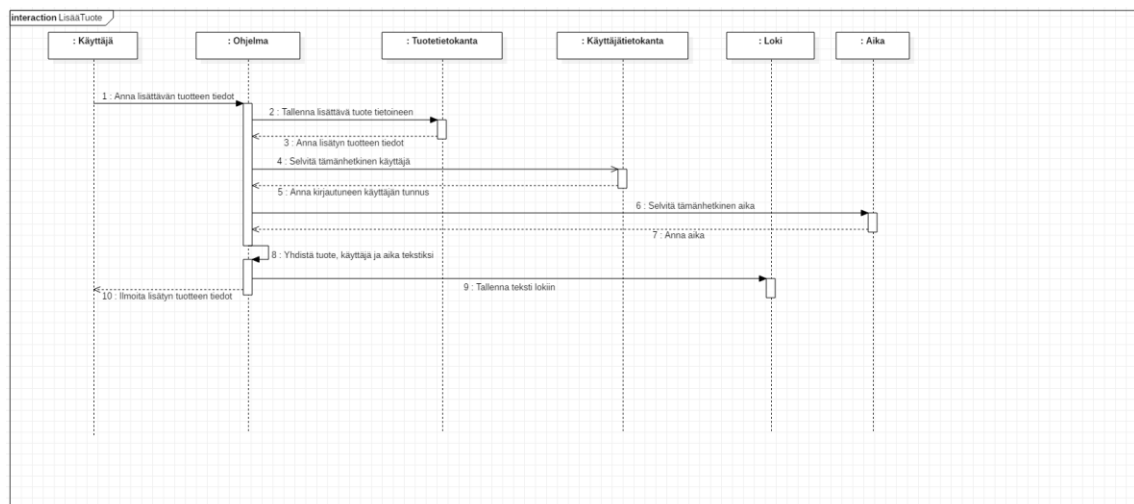 interaction LisääTuote
: Käyttäjä
: Ohjelma
: Tuotetietokanta
: Käyttäjätietokanta
: Loki
: Aika
1 : Anna lisättävän tuotteen tiedot
2 : Tallenna lisättävä tuote tietoineen
3 : Anna lisätyn tuotteen tiedot
4 : Selvitä tämänhetkinen käyttäjä
5 : Anna kirjautuneen käyttäjän tunnus
6 : Selvitä tämänhetkinen aika
7 : Anna aika
8 : Yhdistä tuote, käyttäjä ja aika tekstiksi
9 : Tallenna teksti lokiin
10 : Ilmoita lisätyn tuotteen tiedot